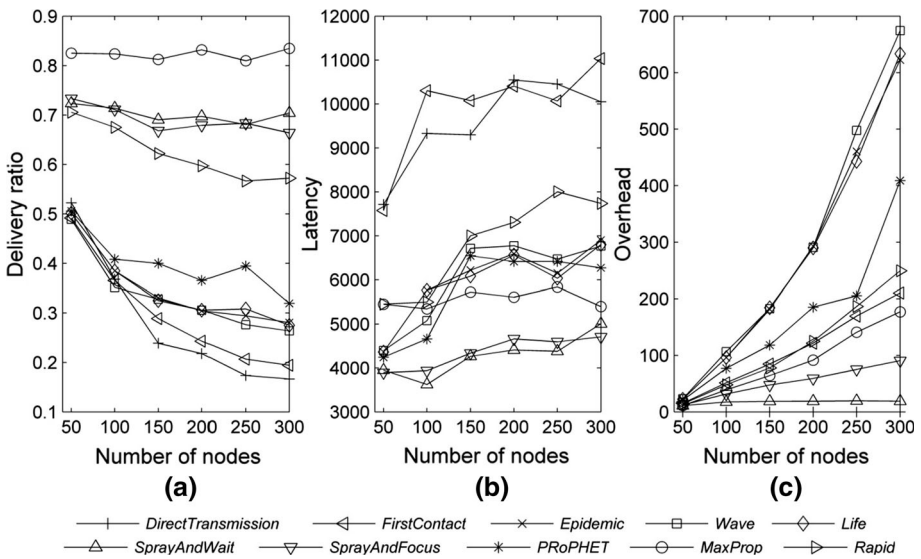 0.9
0.8
0.7
0.6
0.5
0.4
0.3
0.2
0.1
Delivery ratio
50 100 150 200 250 300
Number of nodes
(a)
12000
11000
10000
9000
8000
7000
6000
5000
4000
3000
Latency
50 100 150 200 250 300
Number of nodes
(b)
700
600
500
400
300
200
100
0
Overhead
50 100 150 200 250 300
Number of nodes
(c)
DirectTransmission FirstContact Epidemic Wave Life
SprayAndWait SprayAndFocus PRoPHET MaxProp Rapid